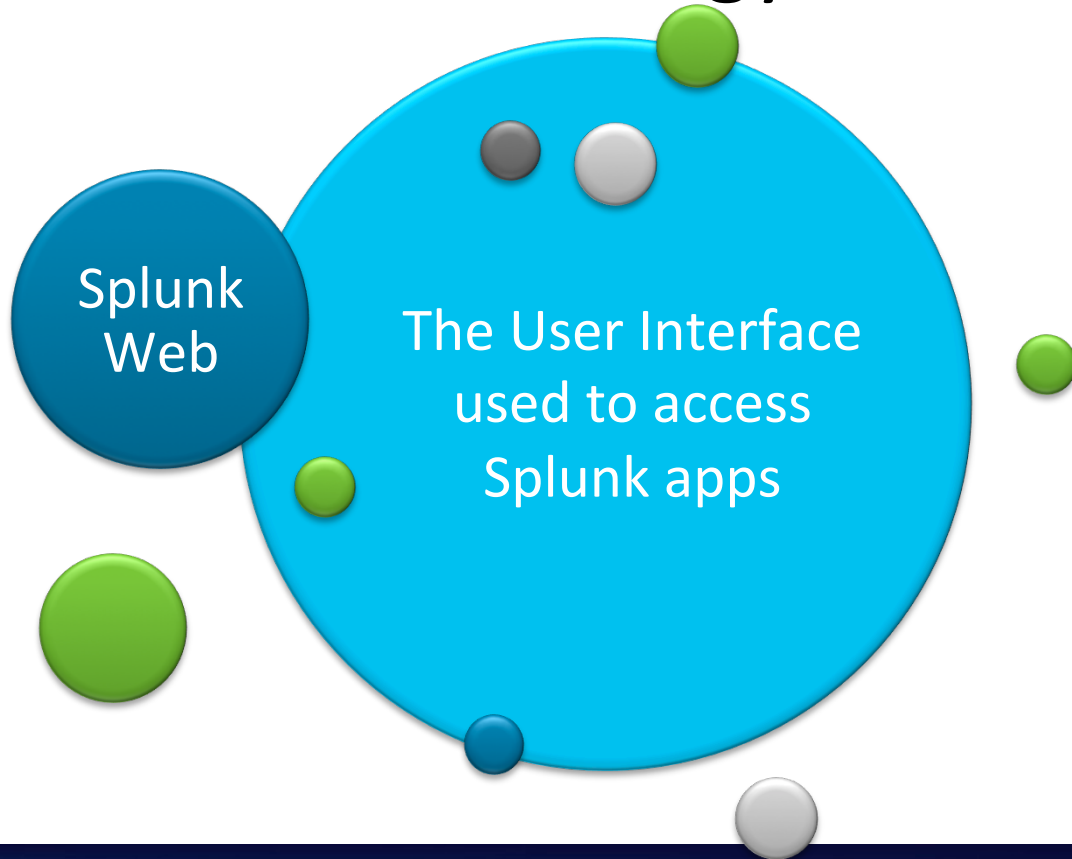 Splunk
Web
The User Interface
used to access
Splunk apps